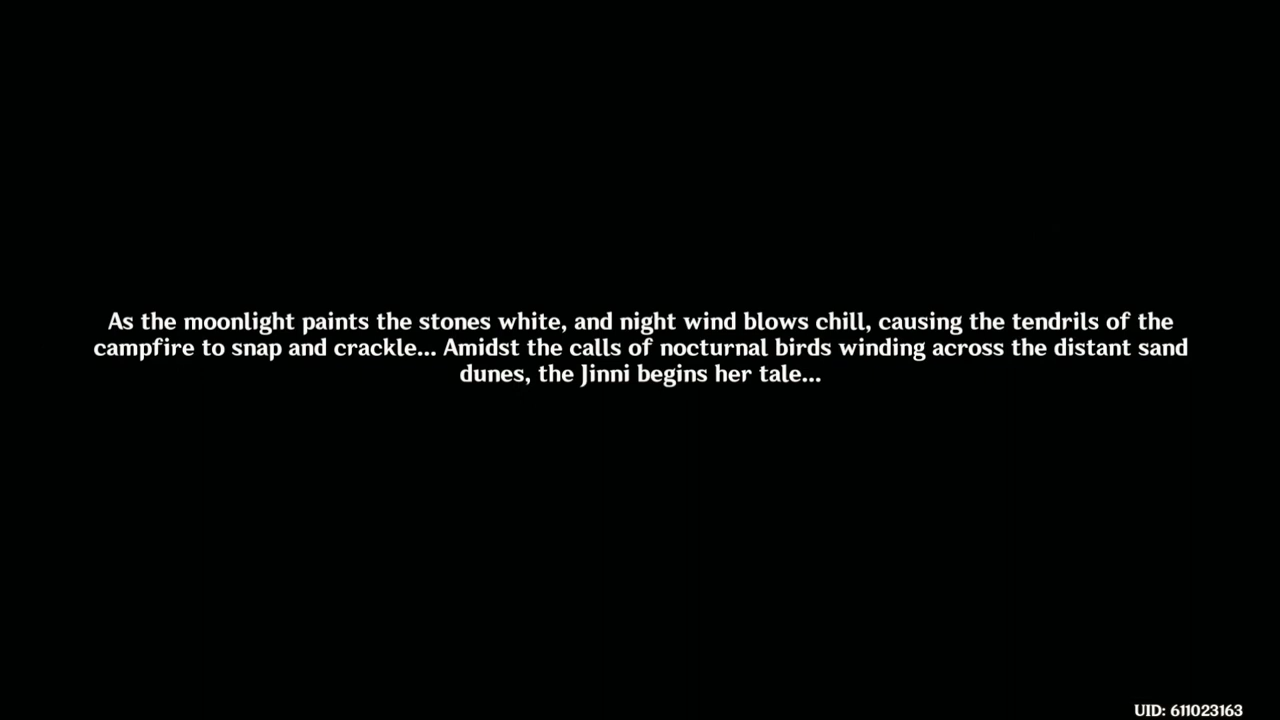 As the moonlight paints the stones white, and night wind blows chill, causing the tendrils of the
campfire to snap and crackle... Amidst the calls of nocturnal birds winding across the distant sand
dunes, the Jinni begins her tale...
UID: 611023163